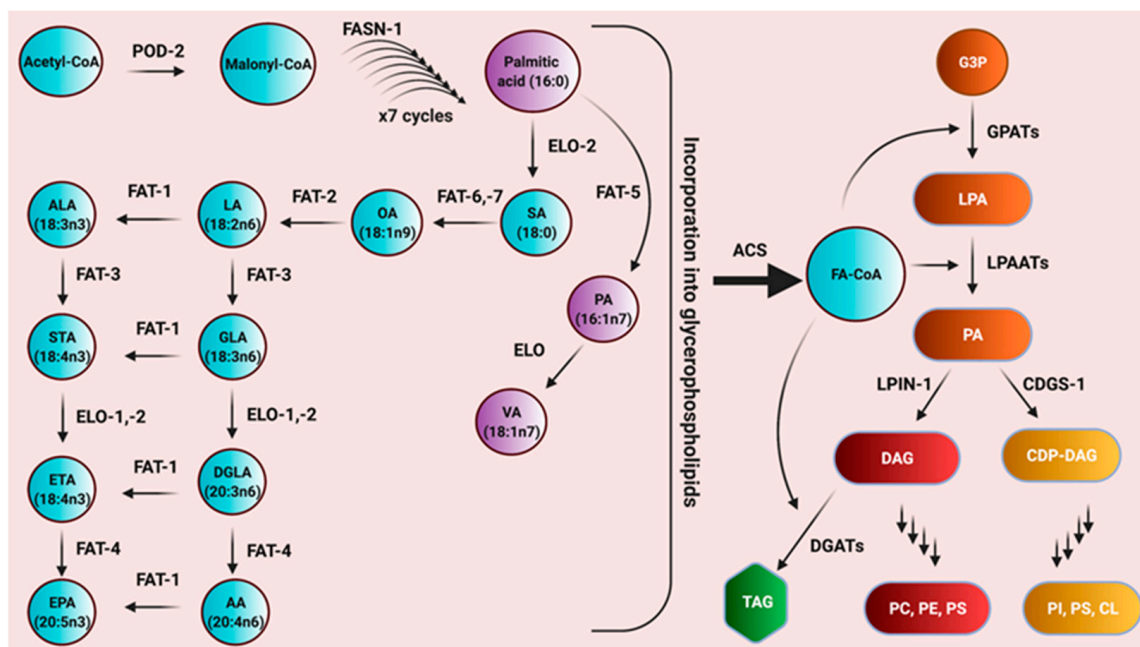 Acetyl-CoA
POD-2
Malonyl-CoA
FASN-1
x7 cycles
Palmitic
acid (16:0)
ELO-2
FAT-5
ALA
(18:3n3)
FAT-1
LA
(18:2n6)
FAT-2
OA
(18:1n9)
FAT-6,-7
SA
(18:0)
FAT-3
FAT-3
PA
(16:1n7)
STA
(18:4n3)
FAT-1
GLA
(18:3n6)
ELO
VA
(18:1n7)
ELO-1,-2
ELO-1,-2
ETA
(18:4n3)
FAT-1
DGLA
(20:3n6)
FAT-4
FAT-4
EPA
(20:5n3)
FAT-1
AA
(20:4n6)
Incorporation into glycerophospholipids
ACS
FA-CoA
G3P
GPATs
LPA
LPAATs
PA
LPIN-1
CDGS-1
DAG
CDP-DAG
DGATs
TAG
PC, PE, PS
PI, PS, CL